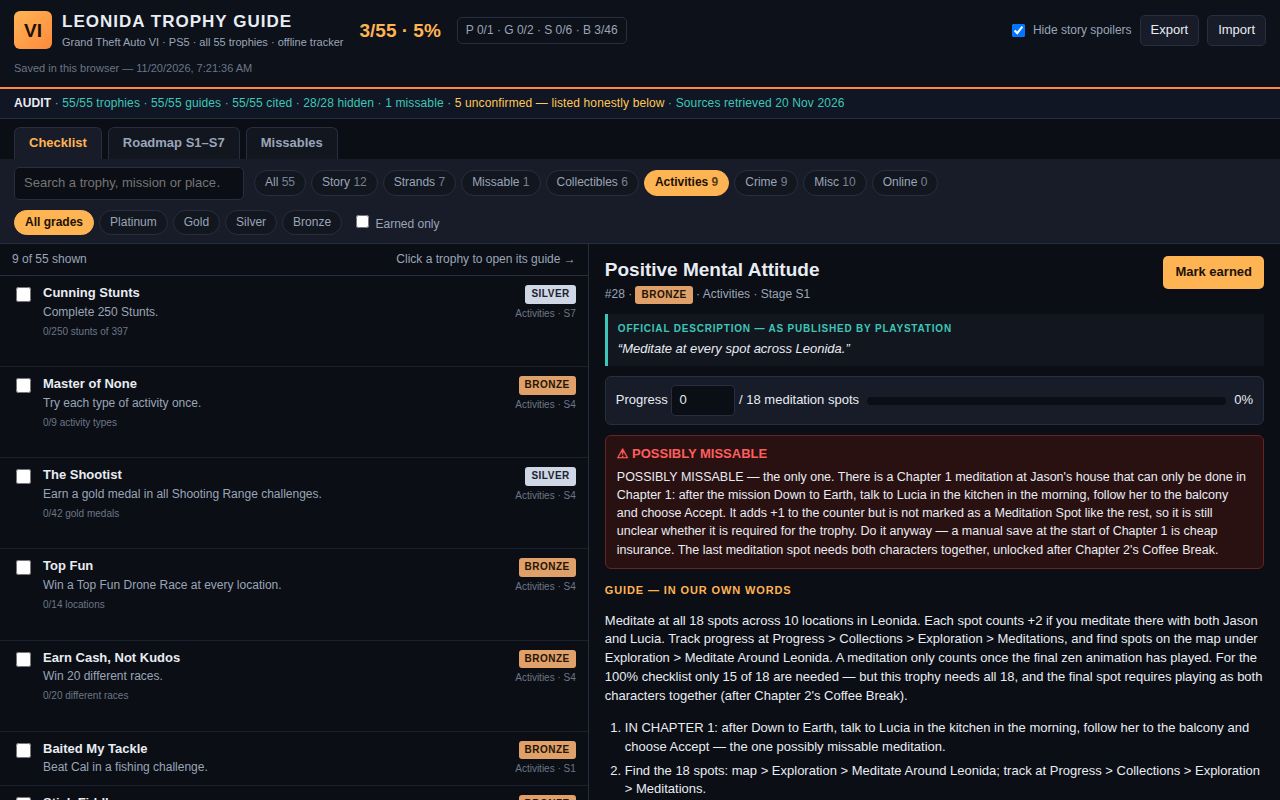 VI
LEONIDA TROPHY GUIDE
Grand Theft Auto VI · PS5 · all 55 trophies · offline tracker
3/55 · 5%
P 0/1 · G 0/2 · S 0/6 · B 3/46
Hide story spoilers
Export
Import
Saved in this browser — 11/20/2026, 7:21:36 AM
AUDIT · 55/55 trophies · 55/55 guides · 55/55 cited · 28/28 hidden · 1 missable · 5 unconfirmed — listed honestly below · Sources retrieved 20 Nov 2026
Checklist
Roadmap S1–S7
Missables
Search a trophy, mission or place.
All 55
Story 12
Strands 7
Missable 1
Collectibles 6
Activities 9
Crime 9
Misc 10
Online 0
All grades
Platinum
Gold
Silver
Bronze
Earned only
9 of 55 shown
Click a trophy to open its guide →
Cunning Stunts
SILVER
Complete 250 Stunts.
Activities · S7
0/250 stunts of 397
Master of None
BRONZE
Try each type of activity once.
Activities · S4
0/9 activity types
The Shootist
SILVER
Earn a gold medal in all Shooting Range challenges.
Activities · S4
0/42 gold medals
Top Fun
BRONZE
Win a Top Fun Drone Race at every location.
Activities · S4
0/14 locations
Earn Cash, Not Kudos
BRONZE
Win 20 different races.
Activities · S4
0/20 different races
Baited My Tackle
BRONZE
Beat Cal in a fishing challenge.
Activities · S1
Positive Mental Attitude
Mark earned
#28 · BRONZE · Activities · Stage S1
OFFICIAL DESCRIPTION — AS PUBLISHED BY PLAYSTATION
“Meditate at every spot across Leonida.”
Progress 0 / 18 meditation spots 0%
⚠ POSSIBLY MISSABLE
POSSIBLY MISSABLE — the only one. There is a Chapter 1 meditation at Jason's house that can only be done in
Chapter 1: after the mission Down to Earth, talk to Lucia in the kitchen in the morning, follow her to the balcony
and choose Accept. It adds +1 to the counter but is not marked as a Meditation Spot like the rest, so it is still
unclear whether it is required for the trophy. Do it anyway — a manual save at the start of Chapter 1 is cheap
insurance. The last meditation spot needs both characters together, unlocked after Chapter 2's Coffee Break.
GUIDE — IN OUR OWN WORDS
Meditate at all 18 spots across 10 locations in Leonida. Each spot counts +2 if you meditate there with both Jason
and Lucia. Track progress at Progress > Collections > Exploration > Meditations, and find spots on the map under
Exploration > Meditate Around Leonida. A meditation only counts once the final zen animation has played. For the
100% checklist only 15 of 18 are needed — but this trophy needs all 18, and the final spot requires playing as both
characters together (after Chapter 2's Coffee Break).
1. IN CHAPTER 1: after Down to Earth, talk to Lucia in the kitchen in the morning, follow her to the balcony and
choose Accept — the one possibly missable meditation.
2. Find the 18 spots: map > Exploration > Meditate Around Leonida; track at Progress > Collections > Exploration
> Meditations.